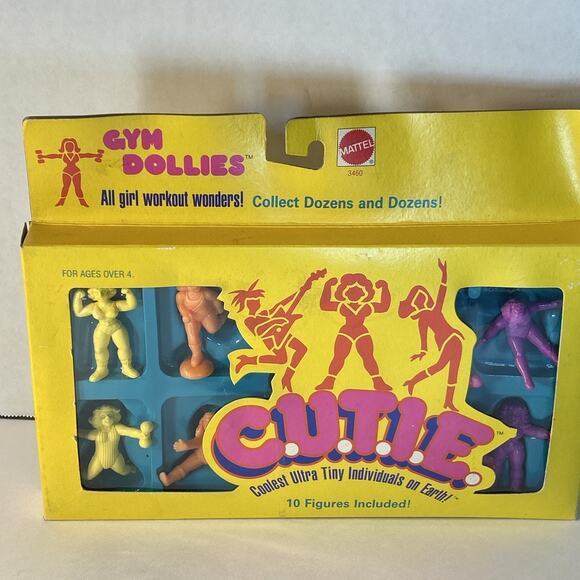 GYM
DOLLIES™
All girl workout wonders! Collect Dozens and Dozens!
MATTEL
®
3460
FOR AGES OVER 4.
C.U.T.I.E.™
Coolest Ultra Tiny Individuals on Earth!™
10 Figures Included!